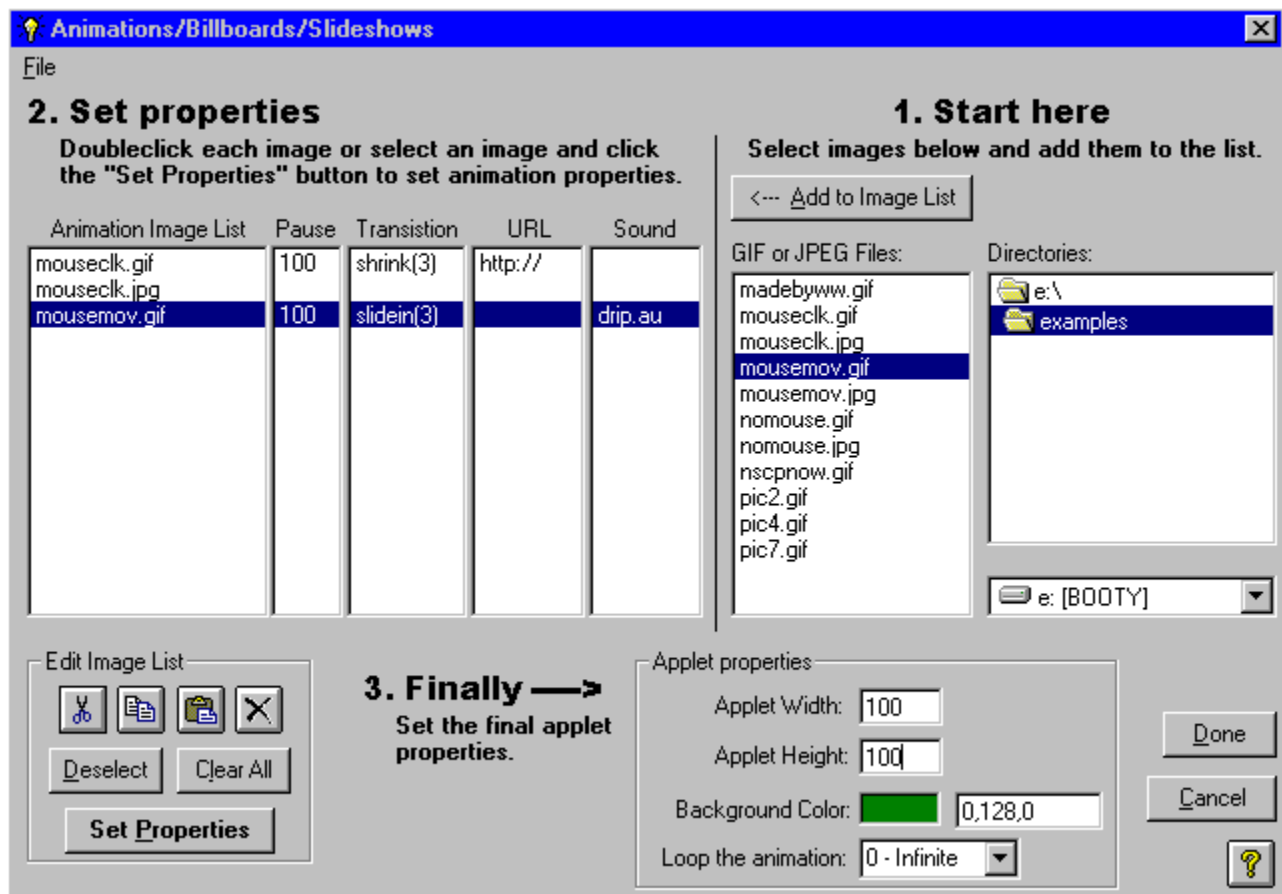 Animations/Billboards/Slideshows
File
2. Set properties
Doubleclick each image or select an image and click
the "Set Properties" button to set animation properties.
1. Start here
Select images below and add them to the list.
<--- Add to Image List
Animation Image List Pause Transistion URL Sound
mouseclk.gif 100 shrink(3) http://
mouseclk.jpg
mousemov.gif 100 slidein(3) drip.au
GIF or JPEG Files:
madebyww.gif
mouseclk.gif
mouseclk.jpg
mousemov.gif
mousemov.jpg
nomouse.gif
nomouse.jpg
nscpnow.gif
pic2.gif
pic4.gif
pic7.gif
Directories:
e:\
examples
e: [BOOTY]
Edit Image List
Deselect Clear All
Set Properties
3. Finally --->
Set the final applet
properties.
Applet properties
Applet Width: 100
Applet Height: 100
Background Color: 0,128,0
Loop the animation: 0 - Infinite
Done
Cancel
?